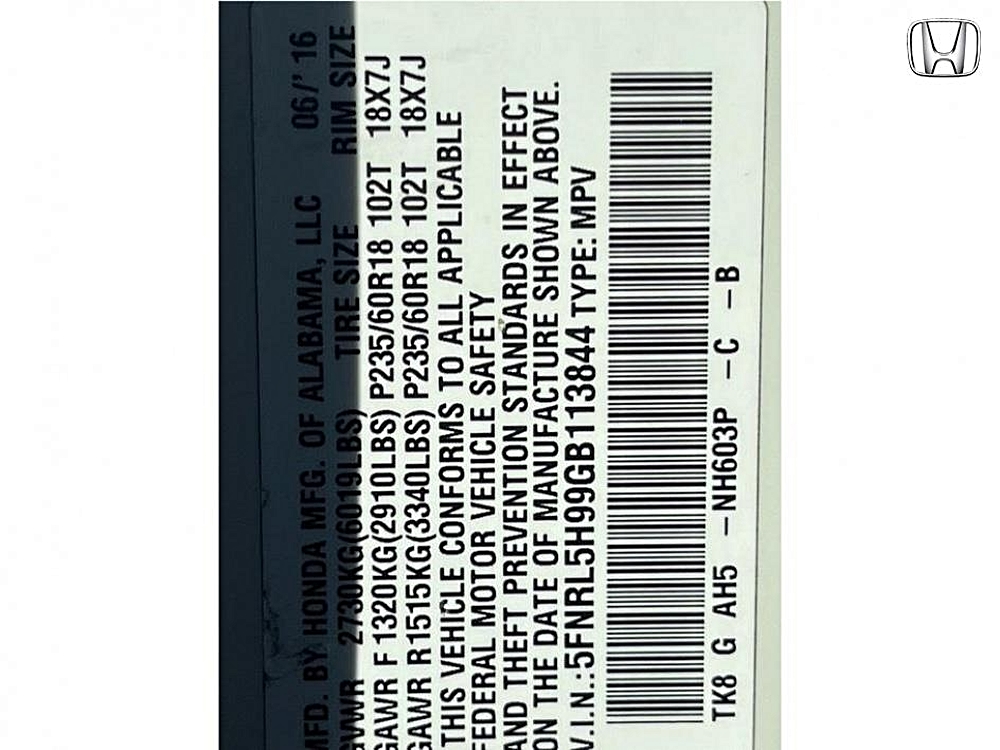 MFD. BY HONDA MFG. OF ALABAMA, LLC 06/' 16
GVWR 2730KG(6019LBS) TIRE SIZE RIM SIZE
GAWR F 1320KG(2910LBS) P235/60R18 102T 18X7J
GAWR R 1515KG(3340LBS) P235/60R18 102T 18X7J
THIS VEHICLE CONFORMS TO ALL APPLICABLE
FEDERAL MOTOR VEHICLE SAFETY
AND THEFT PREVENTION STANDARDS IN EFFECT
ON THE DATE OF MANUFACTURE SHOWN ABOVE.
V.I.N.:5FNRL5H99GB113844 TYPE: MPV
TK8 G AH5 -NH603P -C -B